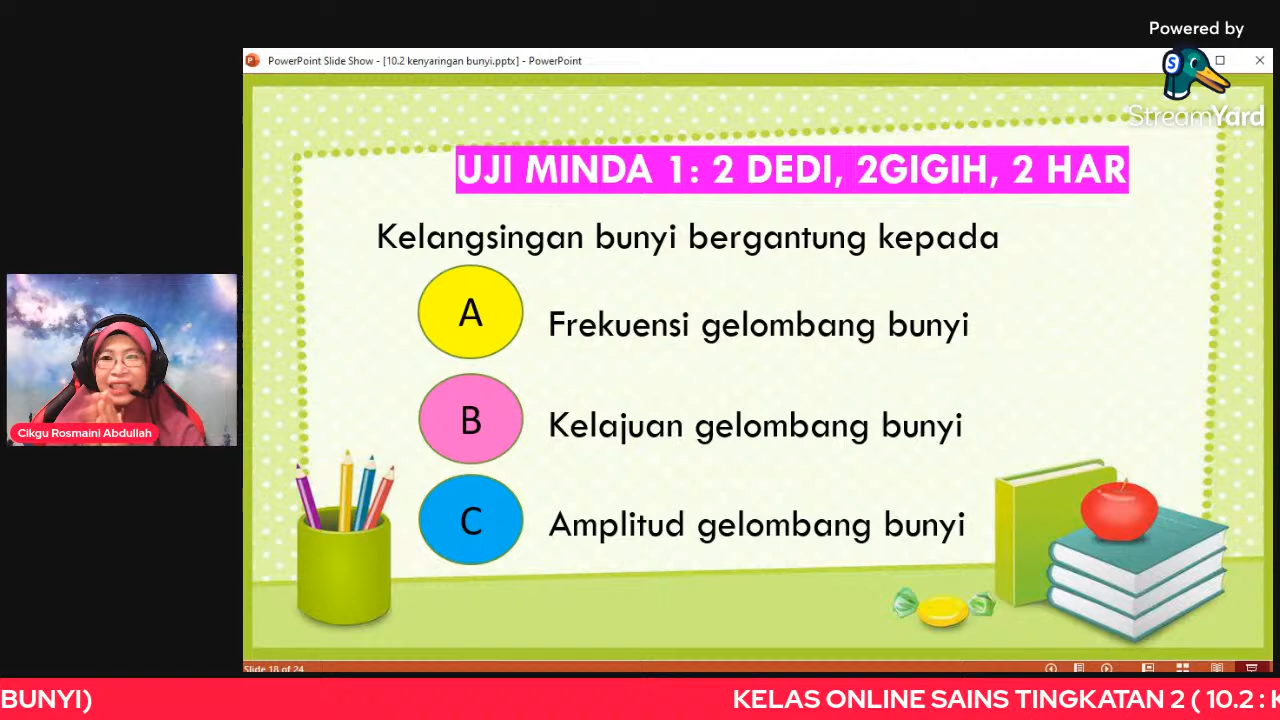 Powered by
PowerPoint Slide Show - [10.2 kenyaringan bunyi.pptx] - PowerPoint
StreamYard
UJI MINDA 1: 2 DEDI, 2GIGIH, 2 HAR
Kelangsingan bunyi bergantung kepada
A
Frekuensi gelombang bunyi
B
Kelajuan gelombang bunyi
C
Amplitud gelombang bunyi
Cikgu Rosmaini Abdullah
Slide 18 of 24
BUNYI) KELAS ONLINE SAINS TINGKATAN 2 ( 10.2 : K